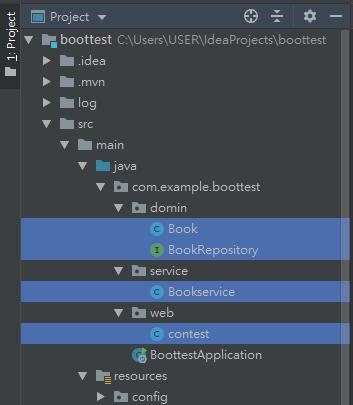 1: Project
Project
boottest C:\Users\USER\IdeaProjects\boottest
.idea
.mvn
log
src
main
java
com.example.boottest
domin
Book
BookRepository
service
Bookservice
web
contest
BoottestApplication
resources
config